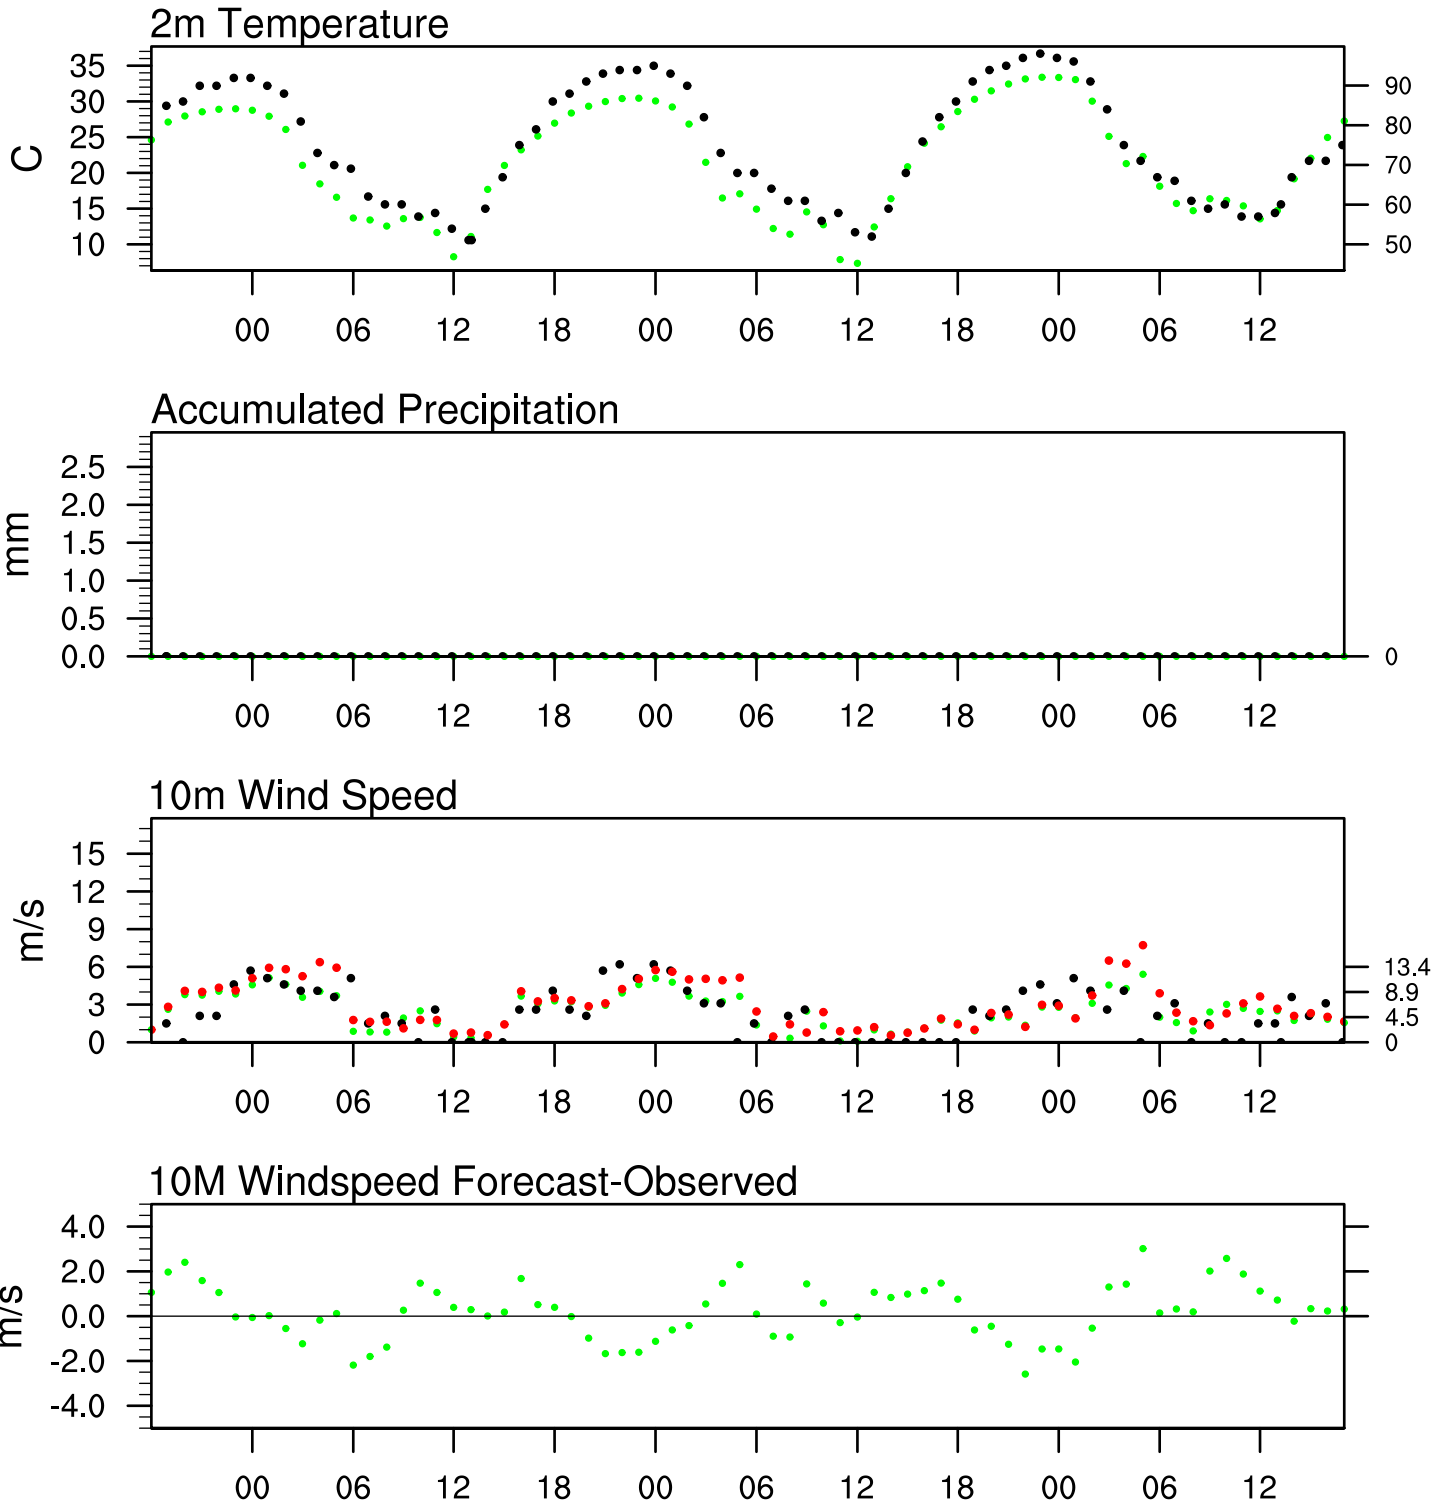 2m Temperature
C
35
30
25
20
15
10
90
80
70
60
50
00 06 12 18 00 06 12 18 00 06 12
Accumulated Precipitation
mm
2.5
2.0
1.5
1.0
0.5
0.0
0
00 06 12 18 00 06 12 18 00 06 12
10m Wind Speed
m/s
15
12
9
6
3
0
13.4
8.9
4.5
0
00 06 12 18 00 06 12 18 00 06 12
10M Windspeed Forecast-Observed
m/s
4.0
2.0
0.0
-2.0
-4.0
00 06 12 18 00 06 12 18 00 06 12